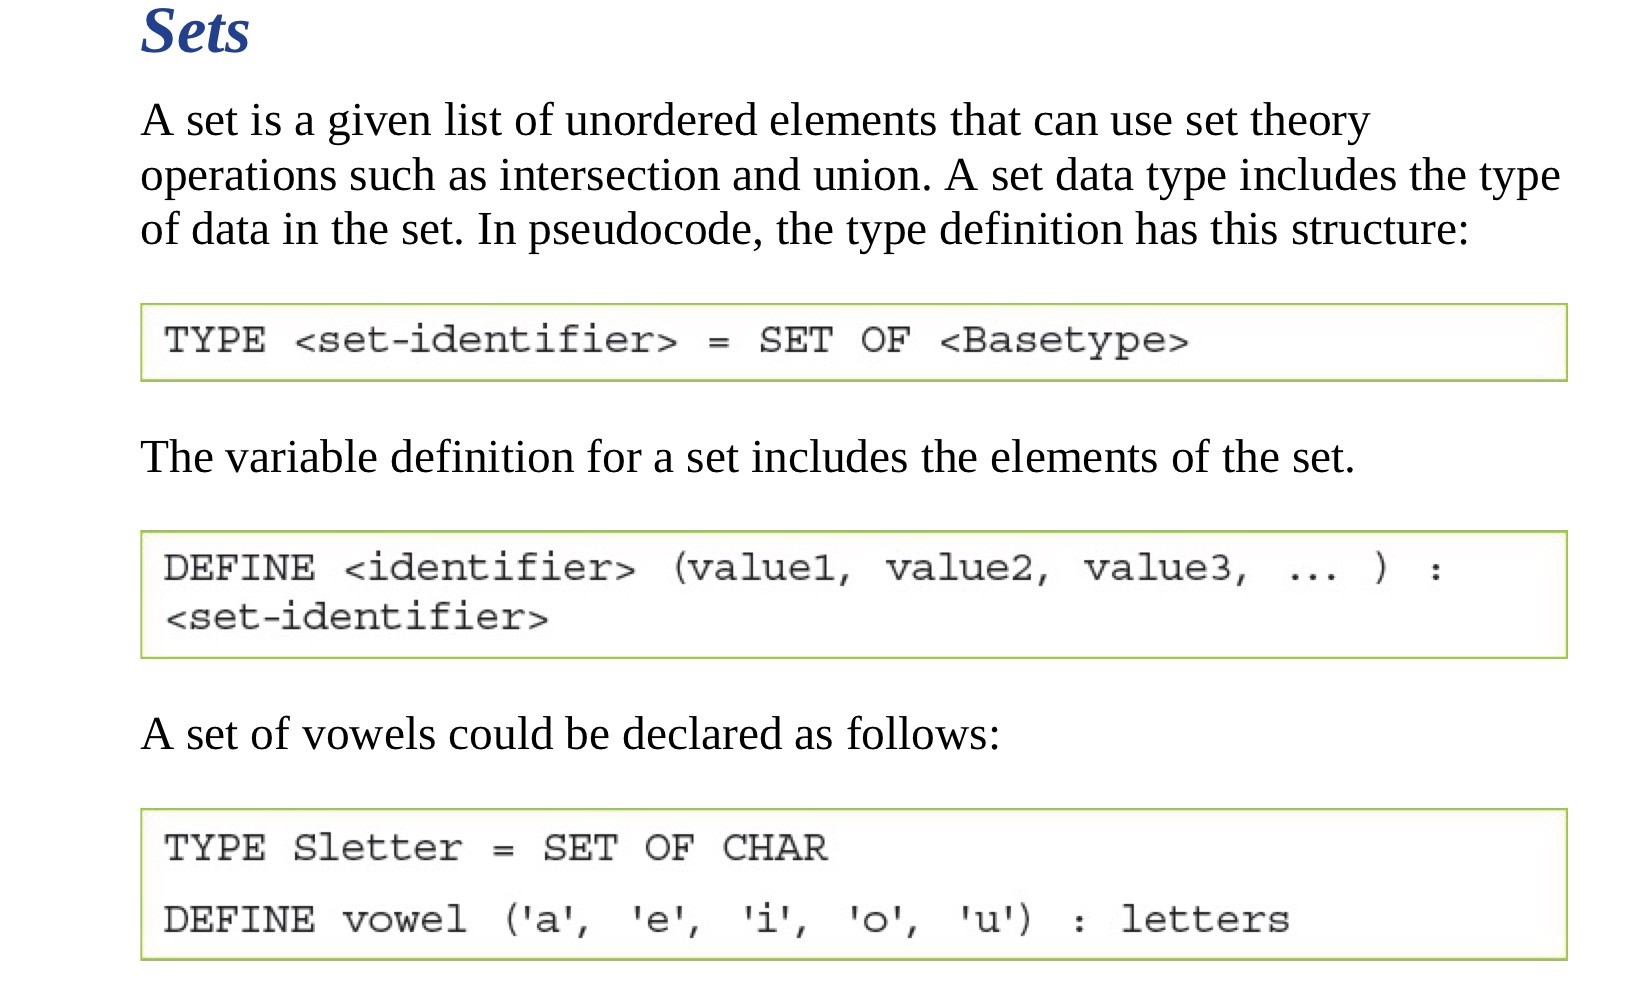 Sets
A set is a given list of unordered elements that can use set theory
operations such as intersection and union. A set data type includes the type
of data in the set. In pseudocode, the type definition has this structure:
TYPE <set-identifier> = SET OF <Basetype>
The variable definition for a set includes the elements of the set.
DEFINE <identifier> (value1, value2, value3, ... ) :
<set-identifier>
A set of vowels could be declared as follows:
TYPE Sletter = SET OF CHAR
DEFINE vowel ('a', 'e', 'i', 'o', 'u') : letters